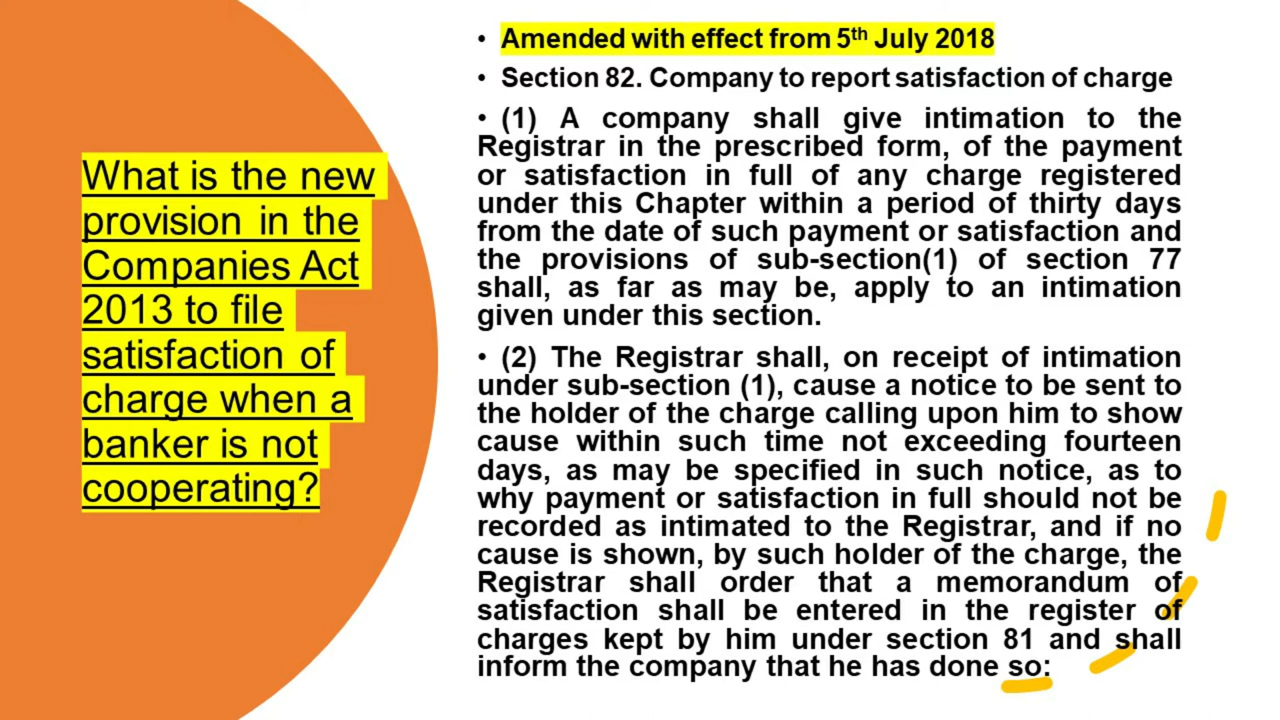 What is the new
provision in the
Companies Act
2013 to file
satisfaction of
charge when a
banker is not
cooperating?
• Amended with effect from 5th July 2018
• Section 82. Company to report satisfaction of charge
• (1) A company shall give intimation to the
Registrar in the prescribed form, of the payment
or satisfaction in full of any charge registered
under this Chapter within a period of thirty days
from the date of such payment or satisfaction and
the provisions of sub-section(1) of section 77
shall, as far as may be, apply to an intimation
given under this section.
• (2) The Registrar shall, on receipt of intimation
under sub-section (1), cause a notice to be sent to
the holder of the charge calling upon him to show
cause within such time not exceeding fourteen
days, as may be specified in such notice, as to
why payment or satisfaction in full should not be
recorded as intimated to the Registrar, and if no
cause is shown, by such holder of the charge, the
Registrar shall order that a memorandum of
satisfaction shall be entered in the register of
charges kept by him under section 81 and shall
inform the company that he has done so: